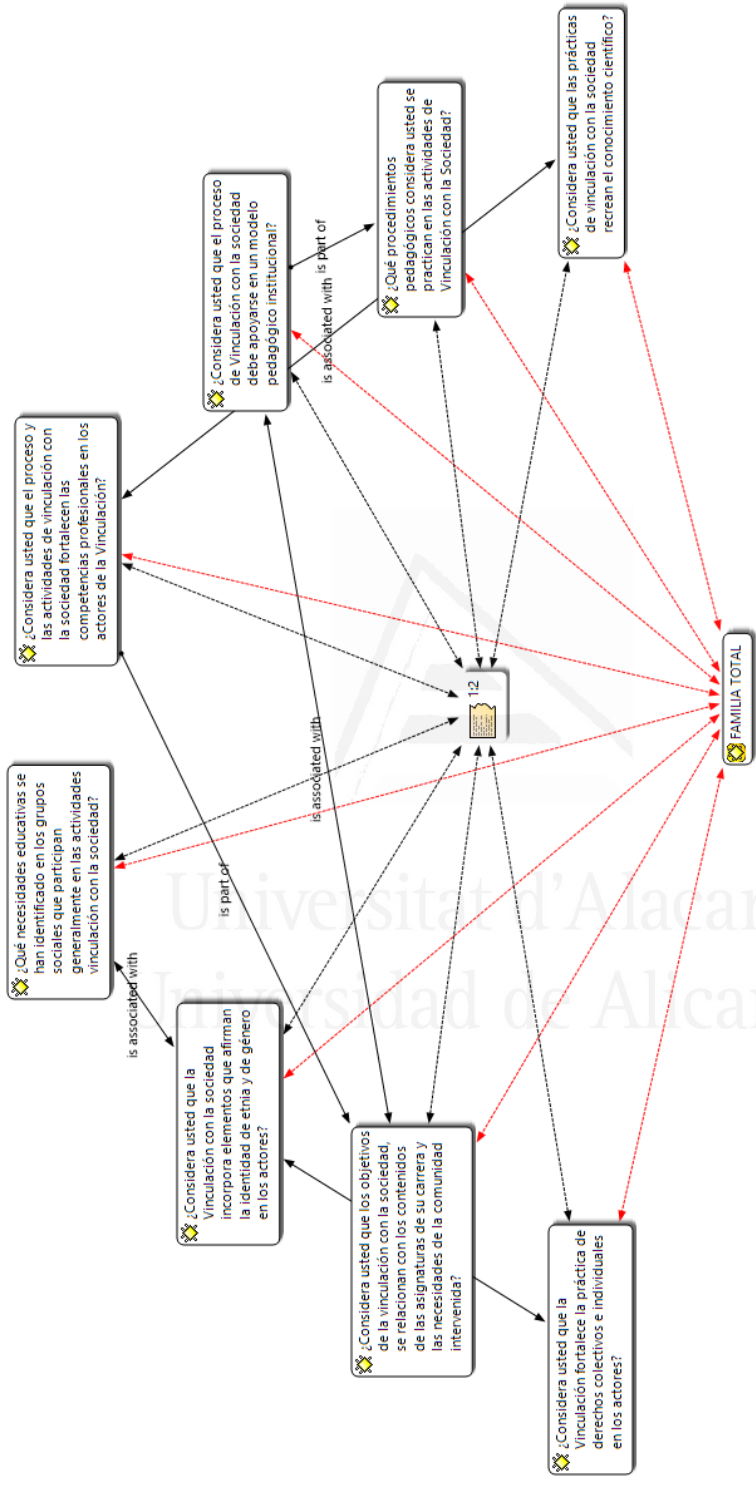 ¿Considera usted que la
Vinculación fortalece la práctica de
derechos colectivos e individuales
en los actores?
¿Considera usted que los objetivos
de la vinculación con la sociedad,
se relacionan con los contenidos
de las asignaturas de su carrera y
las necesidades de la comunidad
intervenida?
¿Considera usted que la
Vinculación con la sociedad
incorpora elementos que afirman
la identidad de etnia y de género
en los actores?
is associated with
¿Qué necesidades educativas se
han identificado en los grupos
sociales que participan
generalmente en las actividades
vinculación con la sociedad?
is part of
¿Considera usted que el proceso y
las actividades de vinculación con
la sociedad fortalecen las
competencias profesionales en los
actores de la Vinculación?
is associated with
¿Considera usted que el proceso
de Vinculación con la sociedad
debe apoyarse en un modelo
pedagógico institucional?
is associated with
is part of
¿Qué procedimientos
pedagógicos considera usted se
practican en las actividades de
Vinculación con la Sociedad?
¿Considera usted que las prácticas
de vinculación con la sociedad
recrean el conocimiento científico?
1:2
FAMILIA TOTAL
Universitat d'Alacan
Universidad de Alican